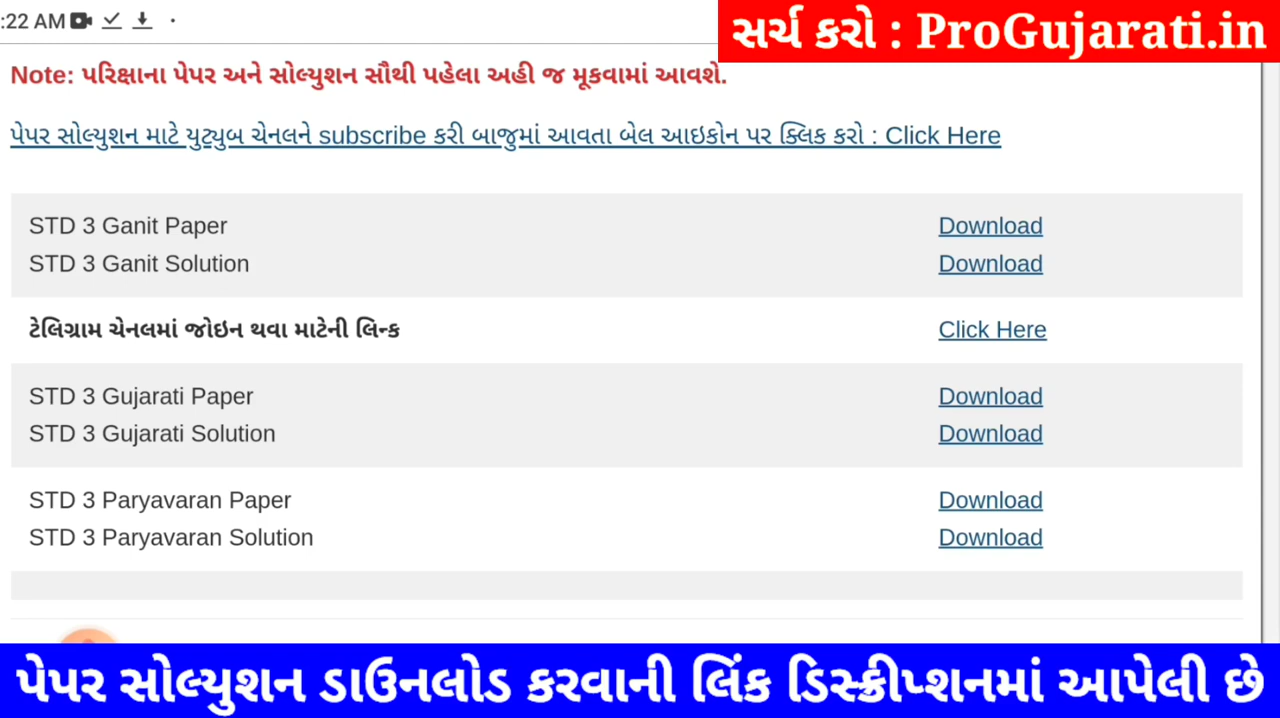 :22 AM
સર્ચ કરો : ProGujarati.in
Note: પરિક્ષાના પેપર અને સોલ્યુશન સૌથી પહેલા અહી જ મૂકવામાં આવશે.
પેપર સોલ્યુશન માટે યુટ્યુબ ચેનલને subscribe કરી બાજુમાં આવતા બેલ આઇકોન પર ક્લિક કરો : Click Here
STD 3 Ganit Paper Download
STD 3 Ganit Solution Download
ટેલિગ્રામ ચેનલમાં જોઇન થવા માટેની લિન્ક Click Here
STD 3 Gujarati Paper Download
STD 3 Gujarati Solution Download
STD 3 Paryavaran Paper Download
STD 3 Paryavaran Solution Download
પેપર સોલ્યુશન ડાઉનલોડ કરવાની લિંક ડિસ્ક્રીપ્શનમાં આપેલી છે